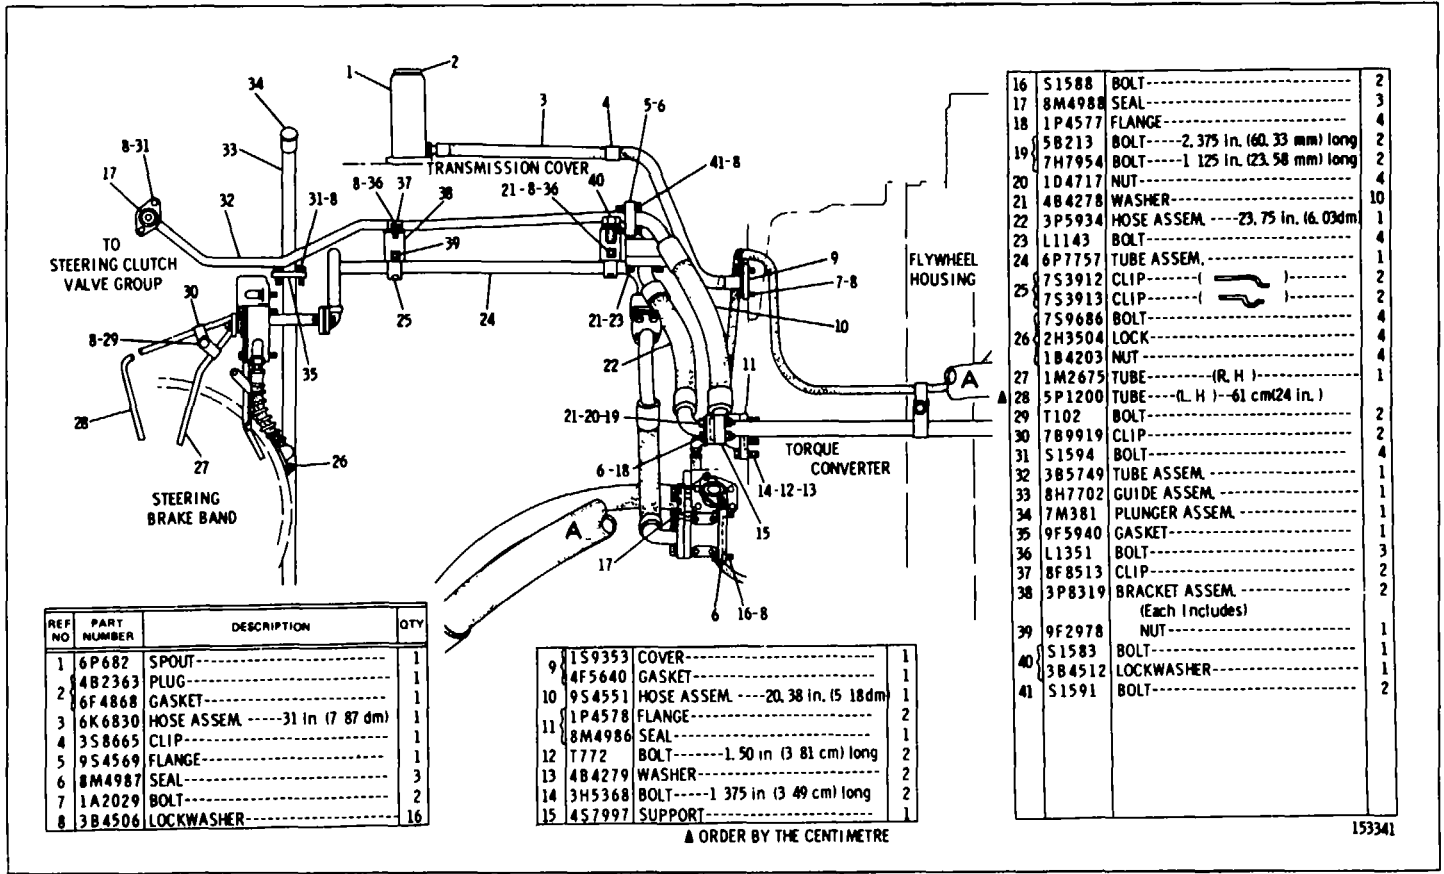 34
1
2
3
4
5-6
8-31
33
17
TRANSMISSION COVER
41-8
8-36
37
21-8-36
40
38
32
31-8
39
TO
STEERING CLUTCH
VALVE GROUP
9
FLYWHEEL
HOUSING
7-8
30
25
24
21-23
10
8-29
35
22
11
A
28
21-20-19
27
26
6-18
TORQUE
CONVERTER
14-12-13
STEERING
BRAKE BAND
A
15
17
6
16-8
REF NO PART NUMBER DESCRIPTION QTY
1 6P682 SPOUT 1
2 4B2363 PLUG 1
6F4868 GASKET 1
3 6K6830 HOSE ASSEM. -----31 in (7 87 dm) 1
4 3S8665 CLIP 1
5 9S4569 FLANGE 1
6 8M4987 SEAL 3
7 1A2029 BOLT 2
8 3B4506 LOCKWASHER 16
9 1S9353 COVER 1
4F5640 GASKET 1
10 9S4551 HOSE ASSEM. ----20.38 in. (5 18dm) 1
11 1P4578 FLANGE 2
8M4986 SEAL 1
12 T772 BOLT-------1.50 in (3 81 cm) long 2
13 4B4279 WASHER 2
14 3H5368 BOLT-----1 375 in (3 49 cm) long 2
15 4S7997 SUPPORT 1
▲ ORDER BY THE CENTIMETRE
16 S1588 BOLT 2
17 8M4988 SEAL 3
18 1P4577 FLANGE 4
19 5B213 BOLT-----2.375 in. (60.33 mm) long 2
7H7954 BOLT-----1 125 in. (23.58 mm) long 2
20 1D4717 NUT 4
21 4B4278 WASHER 10
22 3P5934 HOSE ASSEM. ----23.75 in. (6.03dm) 1
23 L1143 BOLT 4
24 6P7757 TUBE ASSEM. 1
25 7S3912 CLIP------( )------- 2
7S3913 CLIP------( )------- 2
26 7S9686 BOLT 4
2H3504 LOCK 4
1B4203 NUT 4
27 1M2675 TUBE--------(R. H )--------- 1
▲ 28 5P1200 TUBE----(L. H )--61 cm(24 in. )
29 T102 BOLT 2
30 7B9919 CLIP 2
31 S1594 BOLT 4
32 3B5749 TUBE ASSEM. 1
33 8H7702 GUIDE ASSEM. 1
34 7M381 PLUNGER ASSEM. 1
35 9F5940 GASKET 1
36 L1351 BOLT 3
37 8F8513 CLIP 2
38 3P8319 BRACKET ASSEM. 2
(Each Includes)
39 9F2978 NUT 1
40 S1583 BOLT 1
3B4512 LOCKWASHER 1
41 S1591 BOLT 2
153341